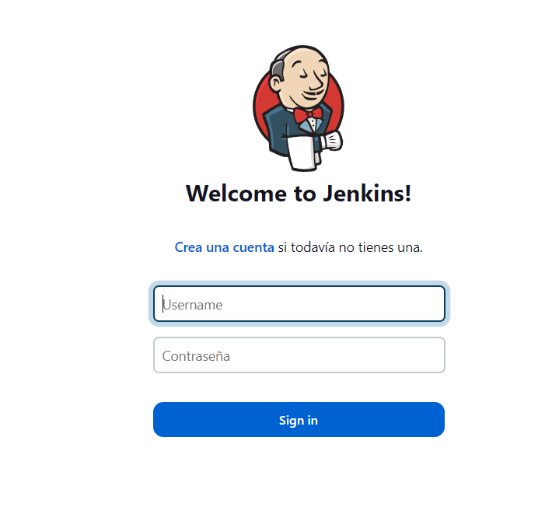 Welcome to Jenkins!
Crea una cuenta si todavía no tienes una.
Username
Contraseña
Sign in